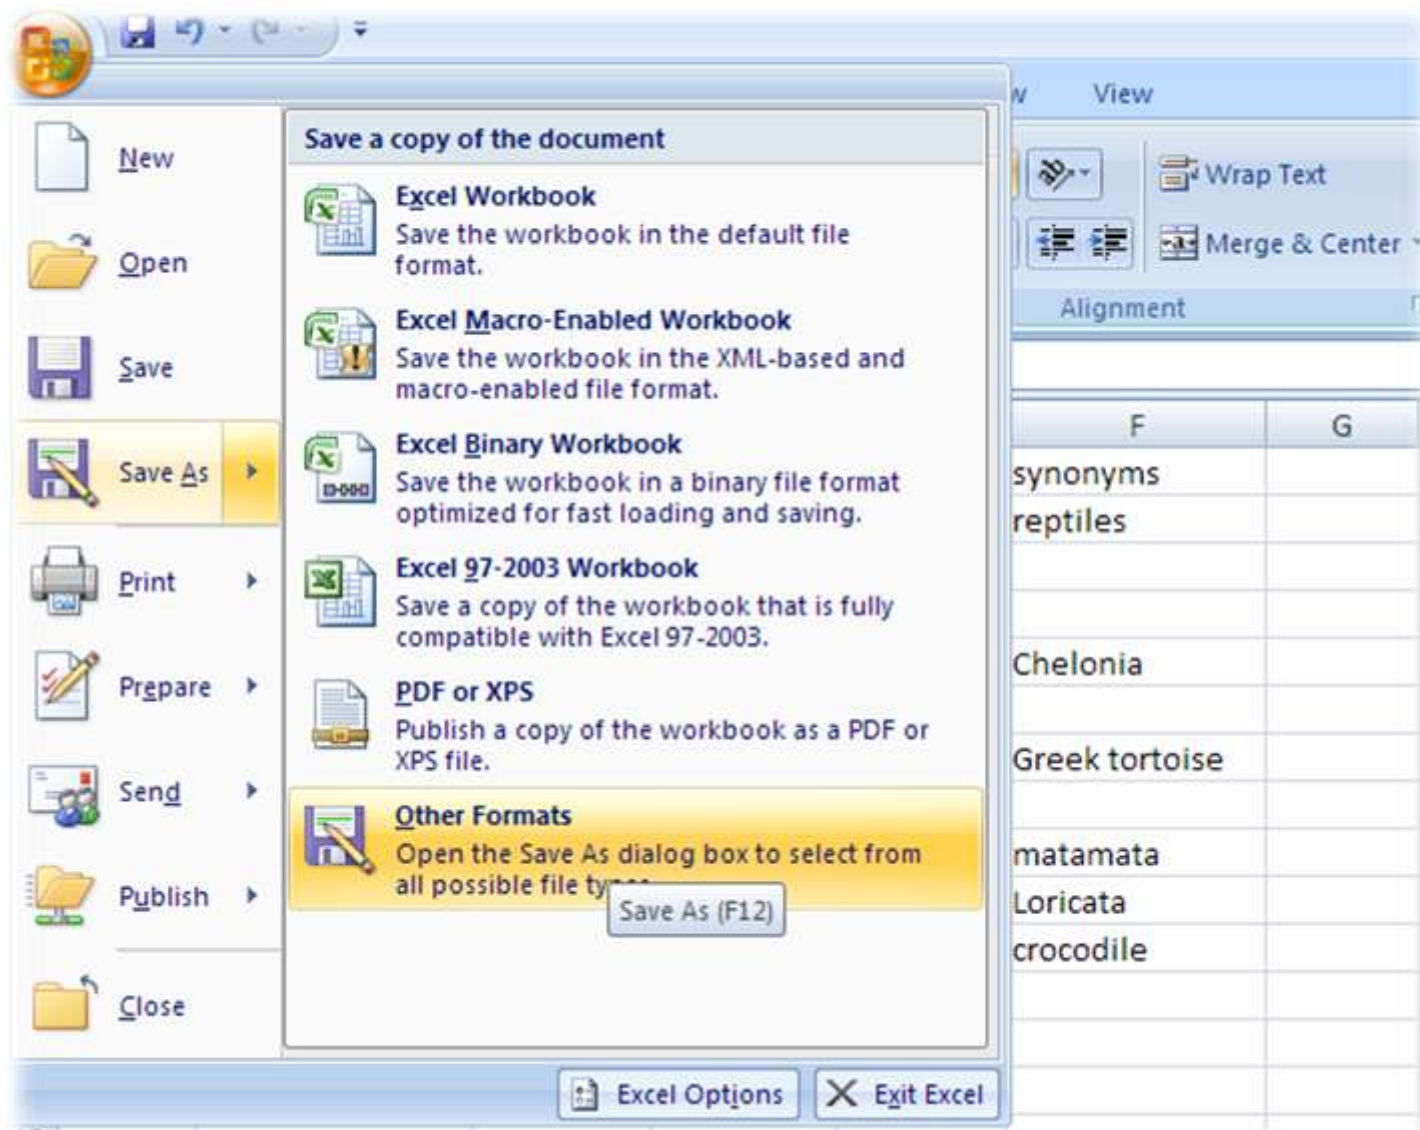 View
New
Open
Save
Save As
Print
Prepare
Send
Publish
Close
Save a copy of the document
Excel Workbook
Save the workbook in the default file
format.
Excel Macro-Enabled Workbook
Save the workbook in the XML-based and
macro-enabled file format.
Excel Binary Workbook
Save the workbook in a binary file format
optimized for fast loading and saving.
Excel 97-2003 Workbook
Save a copy of the workbook that is fully
compatible with Excel 97-2003.
PDF or XPS
Publish a copy of the workbook as a PDF or
XPS file.
Other Formats
Open the Save As dialog box to select from
all possible file
Save As (F12)
Excel Options
Exit Excel
Wrap Text
Merge & Center
Alignment
F G
synonyms
reptiles
Chelonia
Greek tortoise
matamata
Loricata
crocodile